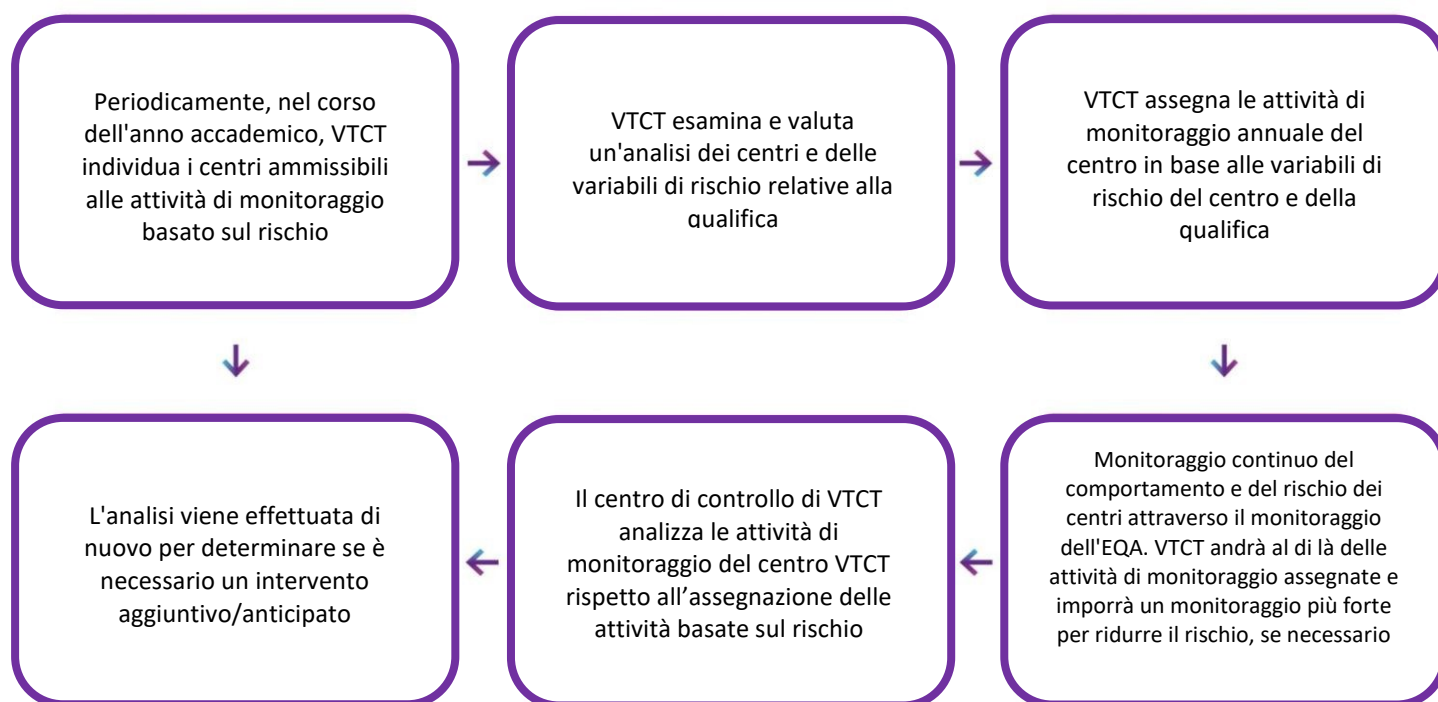 Periodicamente, nel corso
dell'anno accademico, VTCT
individua i centri ammissibili
alle attività di monitoraggio
basato sul rischio
VTCT esamina e valuta
un'analisi dei centri e delle
variabili di rischio relative alla
qualifica
VTCT assegna le attività di
monitoraggio annuale del
centro in base alle variabili di
rischio del centro e della
qualifica
L'analisi viene effettuata di
nuovo per determinare se è
necessario un intervento
aggiuntivo/anticipato
Il centro di controllo di VTCT
analizza le attività di
monitoraggio del centro VTCT
rispetto all’assegnazione delle
attività basate sul rischio
Monitoraggio continuo del
comportamento e del rischio dei
centri attraverso il monitoraggio
dell'EQA. VTCT andrà al di là delle
attività di monitoraggio assegnate e
imporrà un monitoraggio più forte
per ridurre il rischio, se necessario